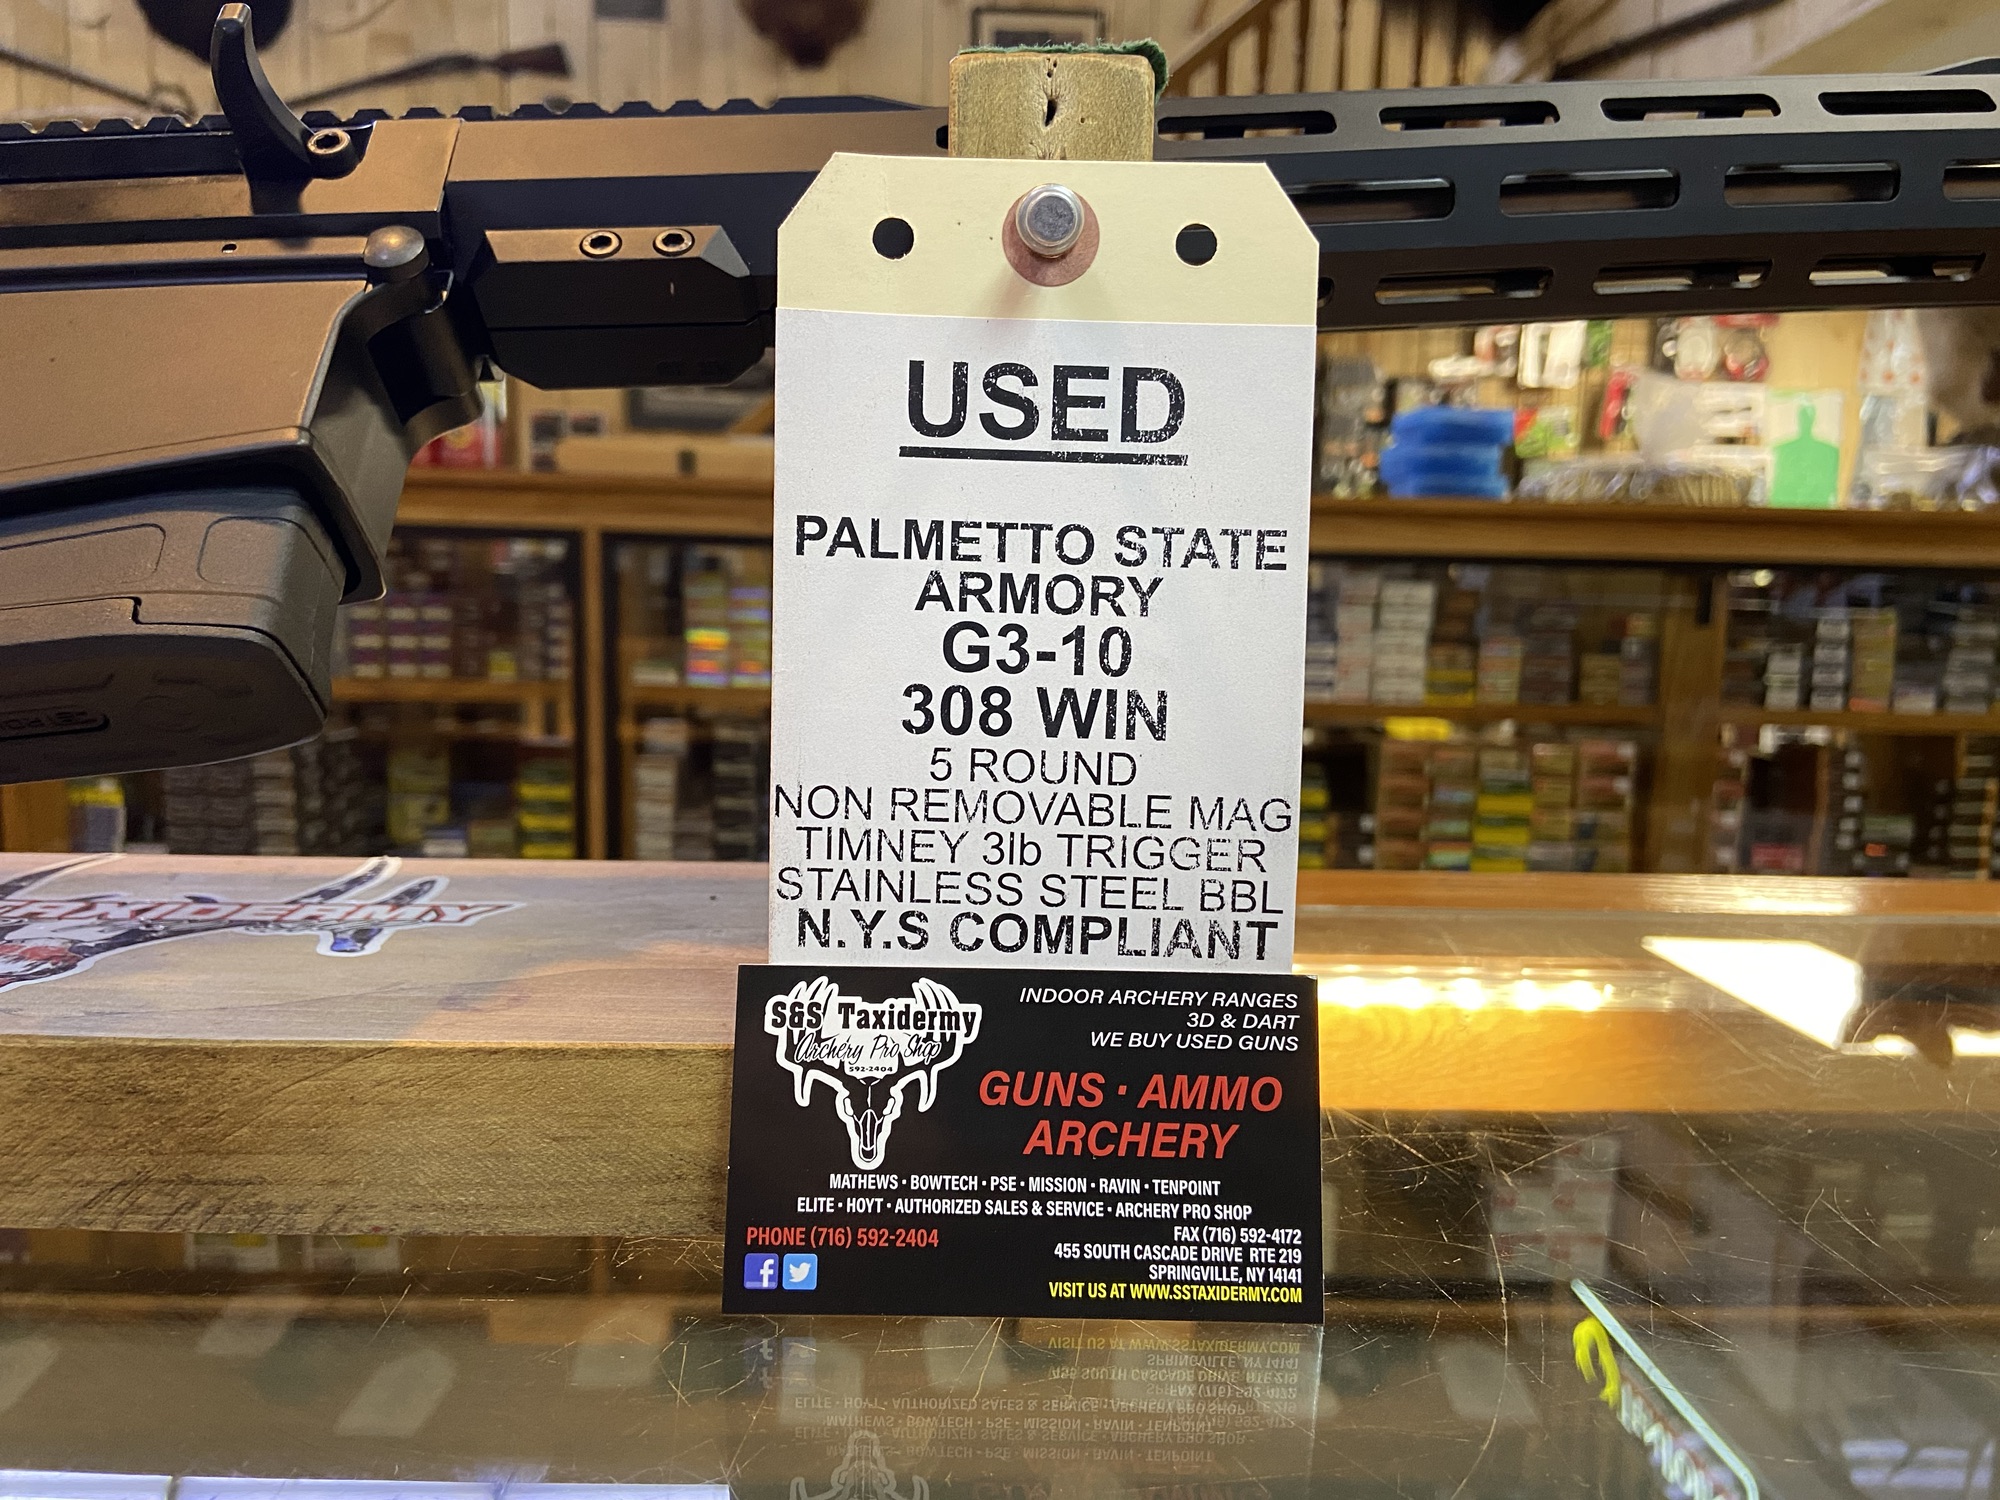 USED
PALMETTO STATE
ARMORY
G3-10
308 WIN
5 ROUND
NON REMOVABLE MAG
TIMNEY 3lb TRIGGER
STAINLESS STEEL BBL
N.Y.S COMPLIANT
TAXIDERMY
S&S Taxidermy
Archery Pro Shop
592-2404
INDOOR ARCHERY RANGES
3D & DART
WE BUY USED GUNS
GUNS · AMMO
ARCHERY
MATHEWS • BOWTECH • PSE • MISSION • RAVIN • TENPOINT
ELITE • HOYT • AUTHORIZED SALES & SERVICE • ARCHERY PRO SHOP
PHONE (716) 592-2404
FAX (716) 592-4172
455 SOUTH CASCADE DRIVE RTE 219
SPRINGVILLE, NY 14141
VISIT US AT WWW.SSTAXIDERMY.COM